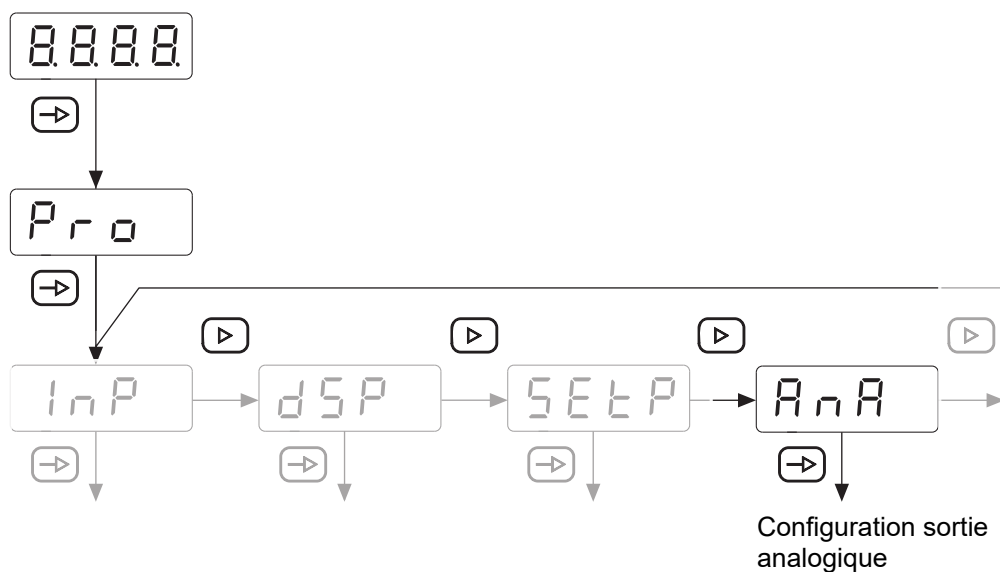 8.8.8.8.
Pro
InP
dSP
SEtP
AnA
Configuration sortie
analogique